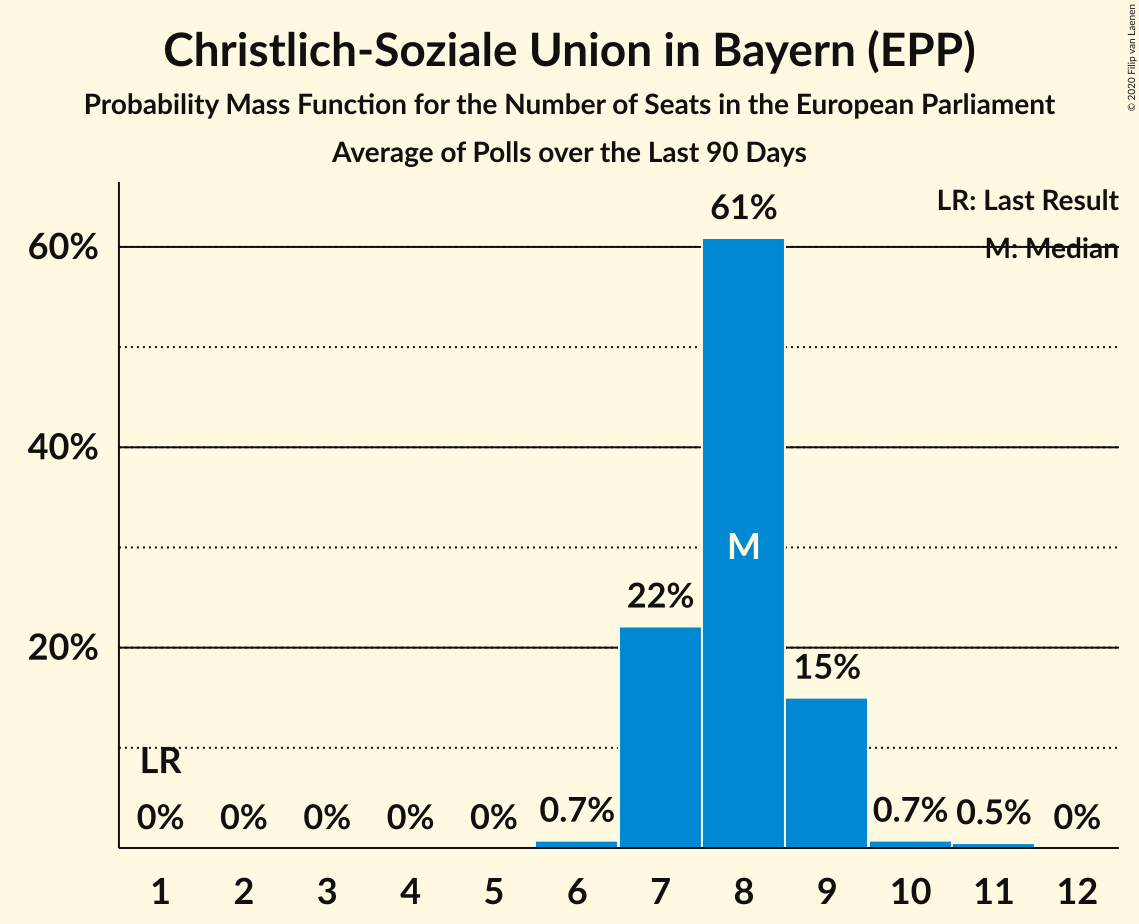 Christlich-Soziale Union in Bayern (EPP)
Probability Mass Function for the Number of Seats in the European Parliament
Average of Polls over the Last 90 Days
© 2020 Filip van Laenen
LR: Last Result
M: Median
61%
60%
40%
M
22%
20%
15%
LR
0% 0% 0% 0% 0% 0.7% 0.7% 0.5% 0%
1 2 3 4 5 6 7 8 9 10 11 12